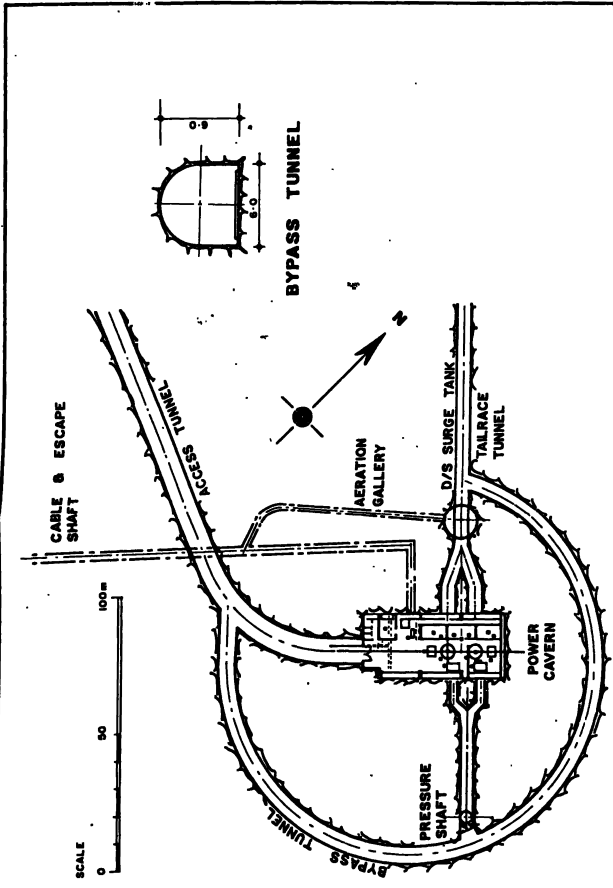 CABLE & ESCAPE
SHAFT
ACCESS TUNNEL
AERATION
GALLERY
D/S SURGE TANK
TAILRACE
TUNNEL
N
6·0
6·0
BYPASS TUNNEL
POWER
CAVERN
PRESSURE
SHAFT
BYPASS TUNNEL
SCALE
0
50
100m